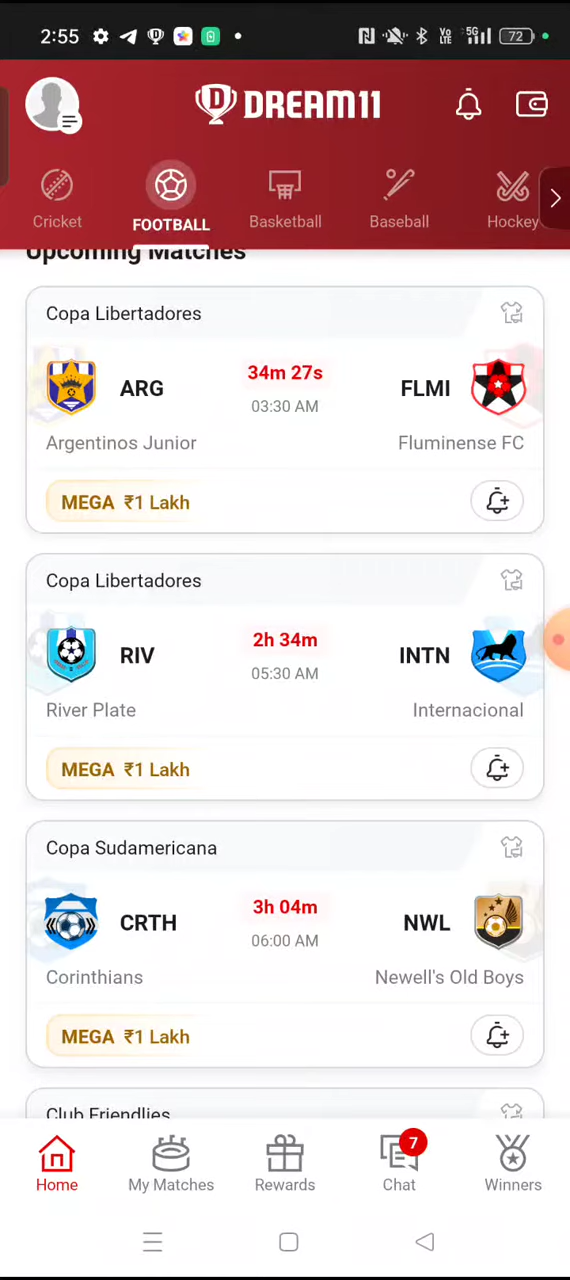 2:55
Vo LTE 5G 72
DREAM11
Cricket FOOTBALL Basketball Baseball Hockey
Upcoming Matches
Copa Libertadores
ARG 34m 27s FLMI
03:30 AM
Argentinos Junior Fluminense FC
MEGA ₹1 Lakh
Copa Libertadores
RIV 2h 34m INTN
05:30 AM
River Plate Internacional
MEGA ₹1 Lakh
Copa Sudamericana
CRTH 3h 04m NWL
06:00 AM
Corinthians Newell's Old Boys
MEGA ₹1 Lakh
Club Friendlies
7
Home My Matches Rewards Chat Winners